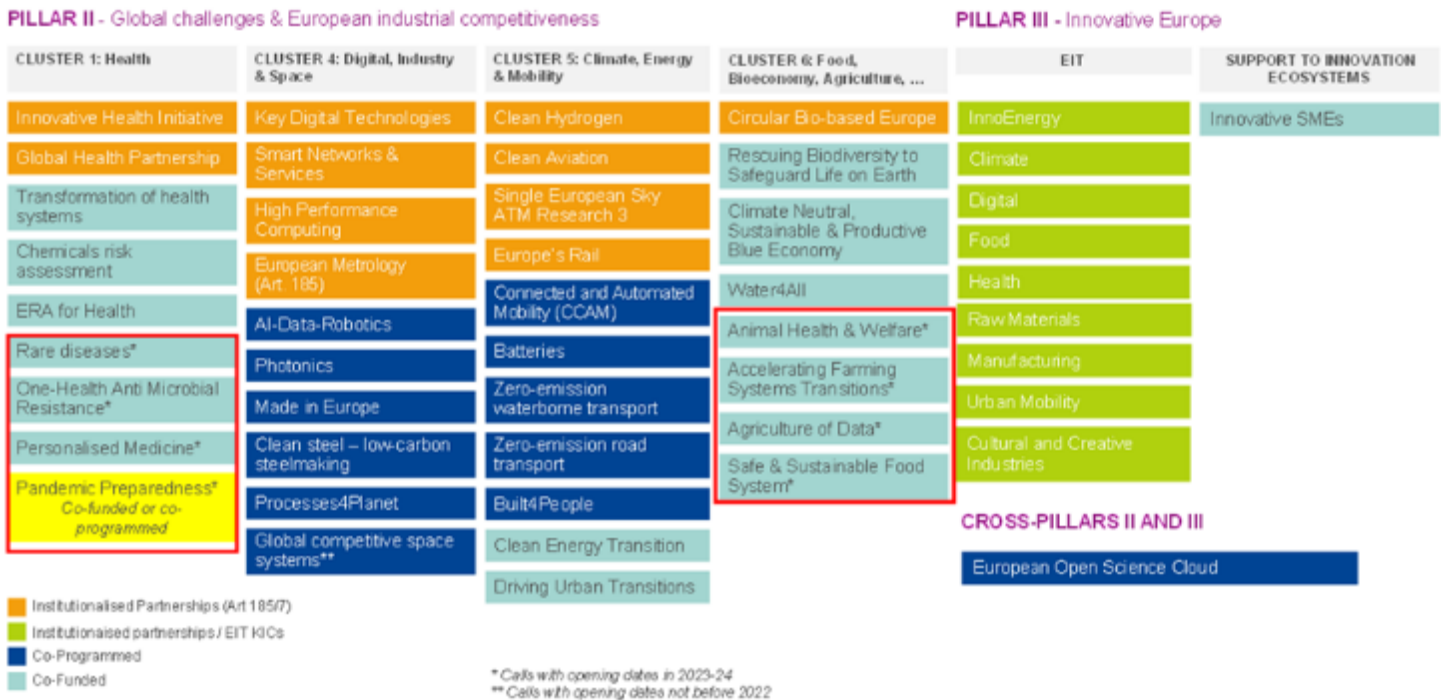 PILLAR II - Global challenges & European industrial competitiveness
CLUSTER 1: Health
Innovative Health Initiative
Global Health Partnership
Transformation of health
systems
Chemicals risk
assessment
ERA for Health
Rare diseases*
One-Health Anti Microbial
Resistance*
Personalised Medicine*
Pandemic Preparedness*
Co-funded or co-
programmed
CLUSTER 4: Digital, Industry
& Space
Key Digital Technologies
Smart Networks &
Services
High Performance
Computing
European Metrology
(Art. 185)
AI-Data-Robotics
Photonics
Made in Europe
Clean steel – low-carbon
steelmaking
Processes4Planet
Global competitive space
systems**
CLUSTER 5: Climate, Energy
& Mobility
Clean Hydrogen
Clean Aviation
Single European Sky
ATM Research 3
Europe's Rail
Connected and Automated
Mobility (CCAM)
Batteries
Zero-emission
waterborne transport
Zero-emission road
transport
Built4People
Clean Energy Transition
Driving Urban Transitions
CLUSTER 6: Food,
Bioeconomy, Agriculture, ...
Circular Bio-based Europe
Rescuing Biodiversity to
Safeguard Life on Earth
Climate Neutral,
Sustainable & Productive
Blue Economy
Water4All
Animal Health & Welfare*
Accelerating Farming
Systems Transitions*
Agriculture of Data*
Safe & Sustainable Food
System*
PILLAR III - Innovative Europe
EIT
InnoEnergy
Climate
Digital
Food
Health
Raw Materials
Manufacturing
Urban Mobility
Cultural and Creative
Industries
SUPPORT TO INNOVATION
ECOSYSTEMS
Innovative SMEs
CROSS-PILLARS II AND III
European Open Science Cloud
Institutionalised Partnerships (Art 185/7)
Institutionaised partnerships / EIT KICs
Co-Programmed
Co-Funded
* Calls with opening dates in 2023-24
** Calls with opening dates not before 2022